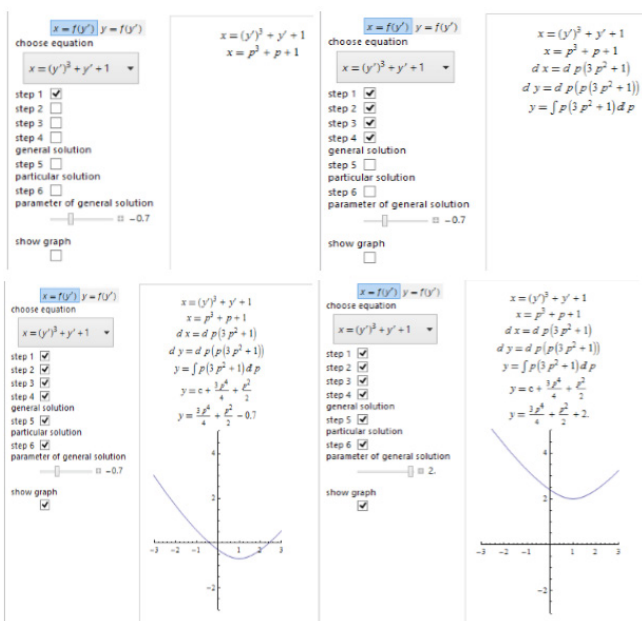 x = f(y′) y = f(y′)
choose equation
x = (y′)³ + y′ + 1
step 1
step 2
step 3
step 4
general solution
step 5
particular solution
step 6
parameter of general solution
−0.7
show graph
x = (y′)³ + y′ + 1
x = p³ + p + 1
x = f(y′) y = f(y′)
choose equation
x = (y′)³ + y′ + 1
step 1
step 2
step 3
step 4
general solution
step 5
particular solution
step 6
parameter of general solution
−0.7
show graph
x = (y′)³ + y′ + 1
x = p³ + p + 1
d x = d p(3 p² + 1)
d y = d p(p(3 p² + 1))
y = ∫ p(3 p² + 1) d p
x = f(y′) y = f(y′)
choose equation
x = (y′)³ + y′ + 1
step 1
step 2
step 3
step 4
general solution
step 5
particular solution
step 6
parameter of general solution
−0.7
show graph
x = (y′)³ + y′ + 1
x = p³ + p + 1
d x = d p(3 p² + 1)
d y = d p(p(3 p² + 1))
y = ∫ p(3 p² + 1) d p
y = c + 3 p⁴/4 + p²/2
y = 3 p⁴/4 + p²/2 − 0.7
4
2
−3 −2 −1 1 2 3
−2
x = f(y′) y = f(y′)
choose equation
x = (y′)³ + y′ + 1
step 1
step 2
step 3
step 4
general solution
step 5
particular solution
step 6
parameter of general solution
2.
show graph
x = (y′)³ + y′ + 1
x = p³ + p + 1
d x = d p(3 p² + 1)
d y = d p(p(3 p² + 1))
y = ∫ p(3 p² + 1) d p
y = c + 3 p⁴/4 + p²/2
y = 3 p⁴/4 + p²/2 + 2.
4
2
−3 −2 −1 1 2 3
−2